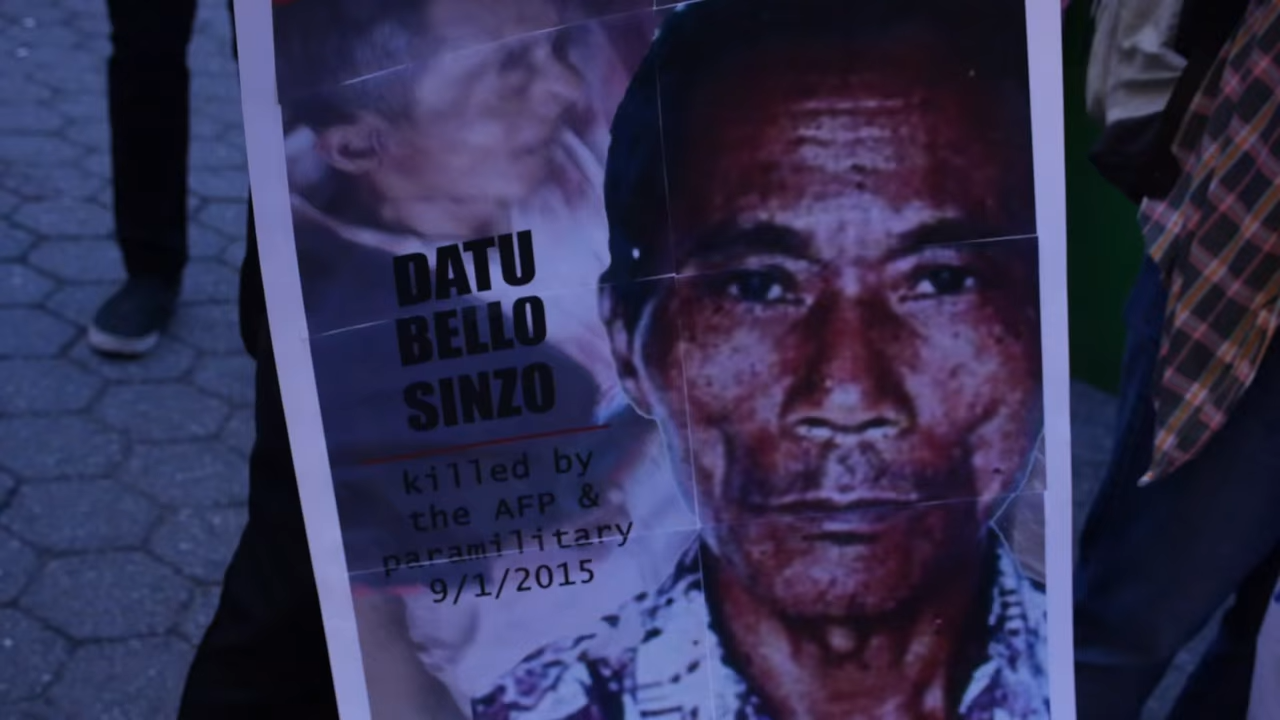 DATU
BELLO
SINZO
killed by
the AFP &
paramilitary
9/1/2015